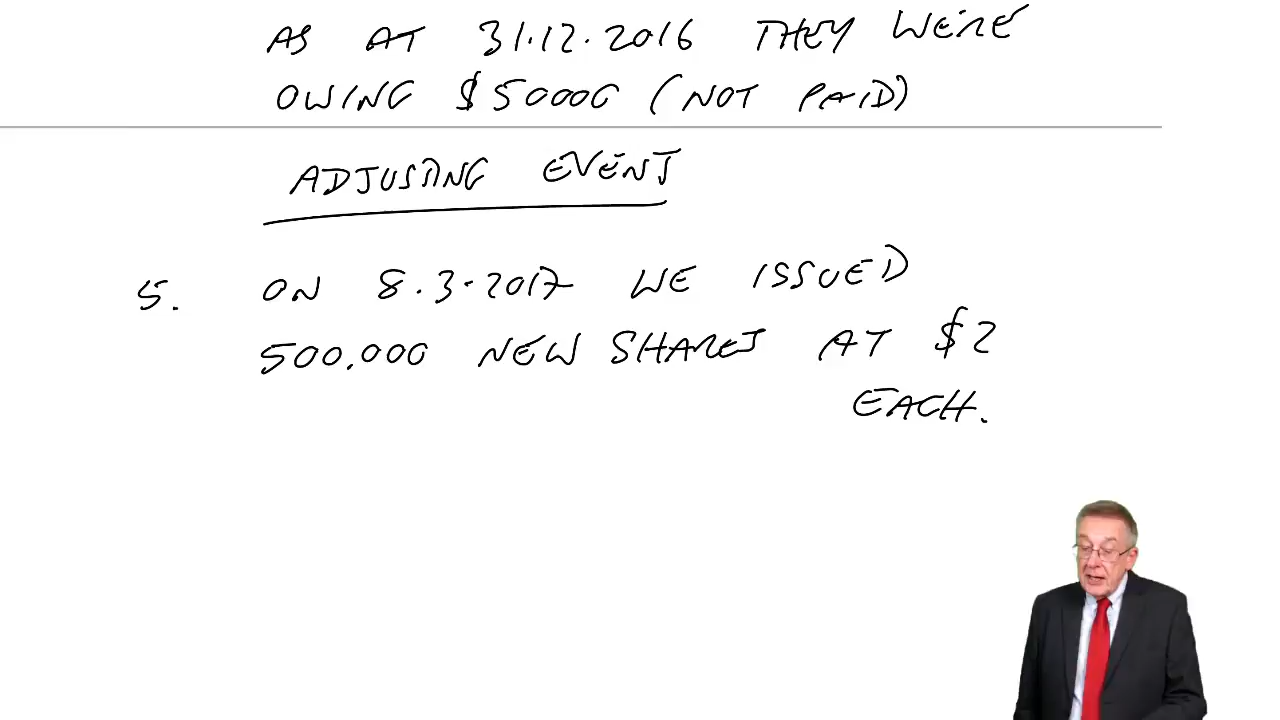 AS AT 31.12.2016 THEY WERE
OWING $50000 (NOT PAID)
ADJUSTING EVENT
5. ON 8.3.2017 WE ISSUED
500,000 NEW SHARES AT $2
EACH.